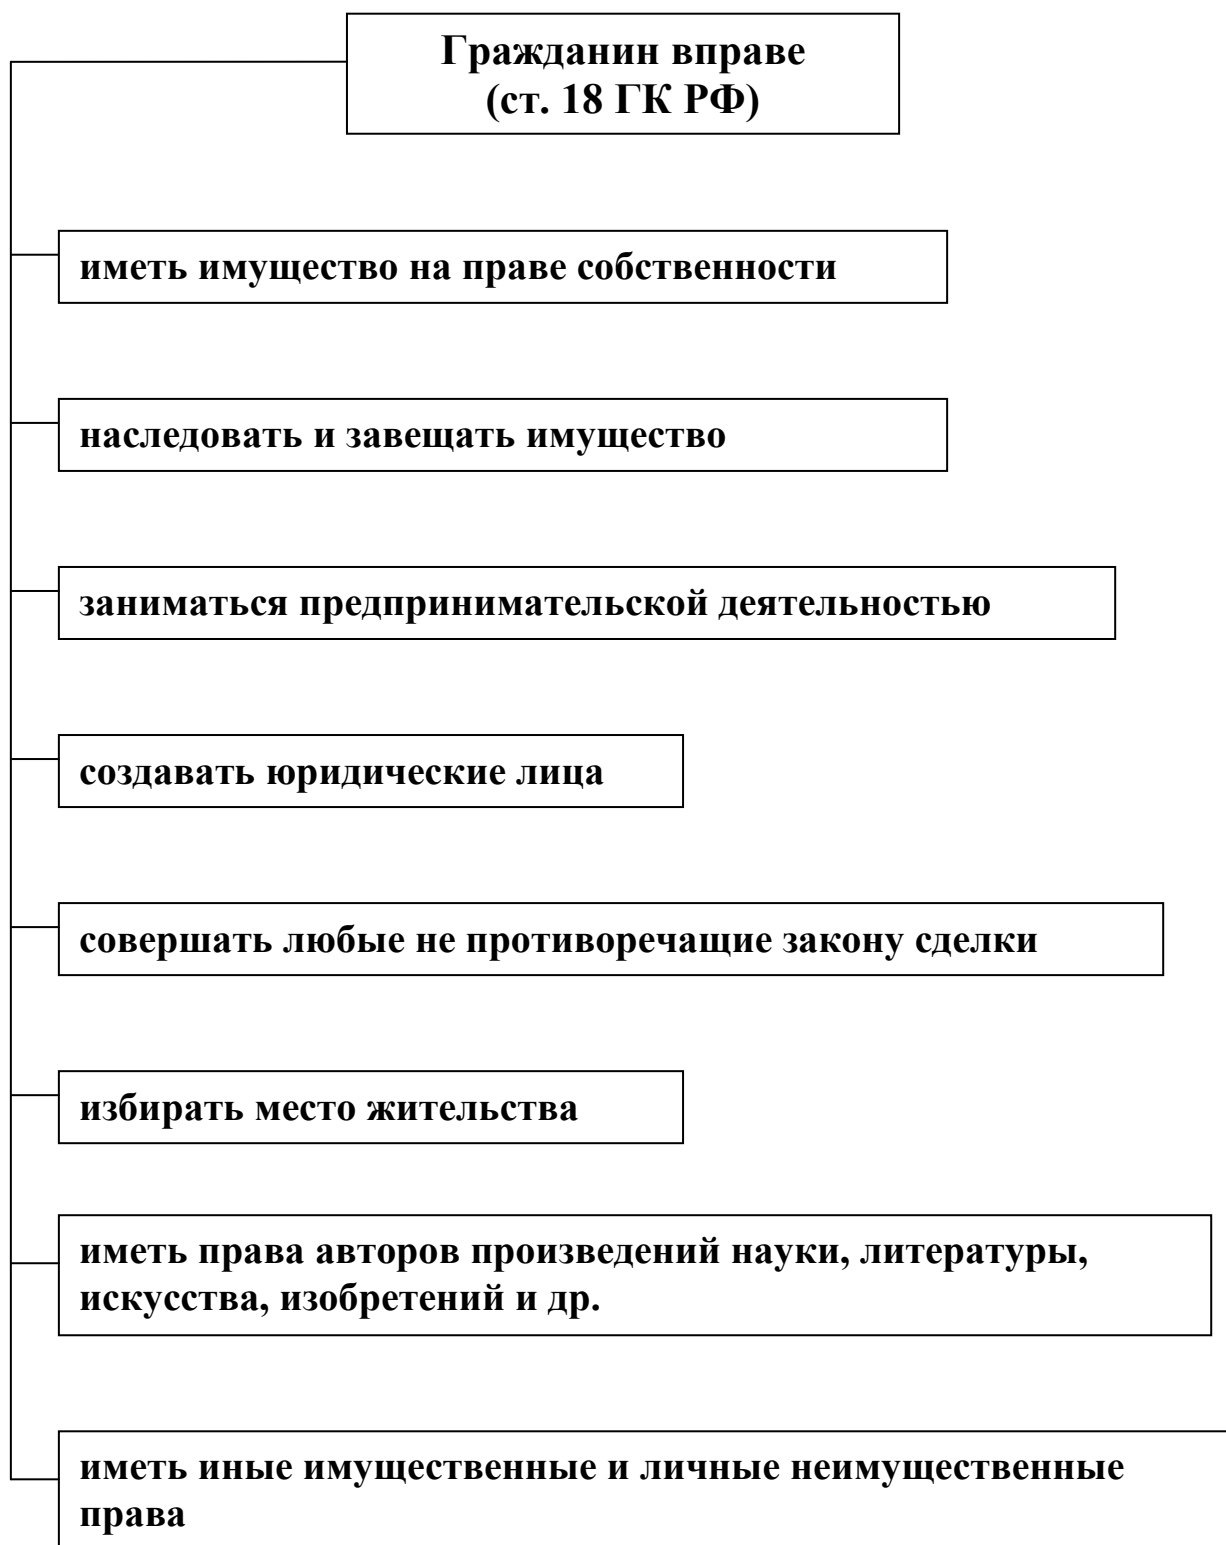 Гражданин вправе
(ст. 18 ГК РФ)
иметь имущество на праве собственности
наследовать и завещать имущество
заниматься предпринимательской деятельностью
создавать юридические лица
совершать любые не противоречащие закону сделки
избирать место жительства
иметь права авторов произведений науки, литературы,
искусства, изобретений и др.
иметь иные имущественные и личные неимущественные
права